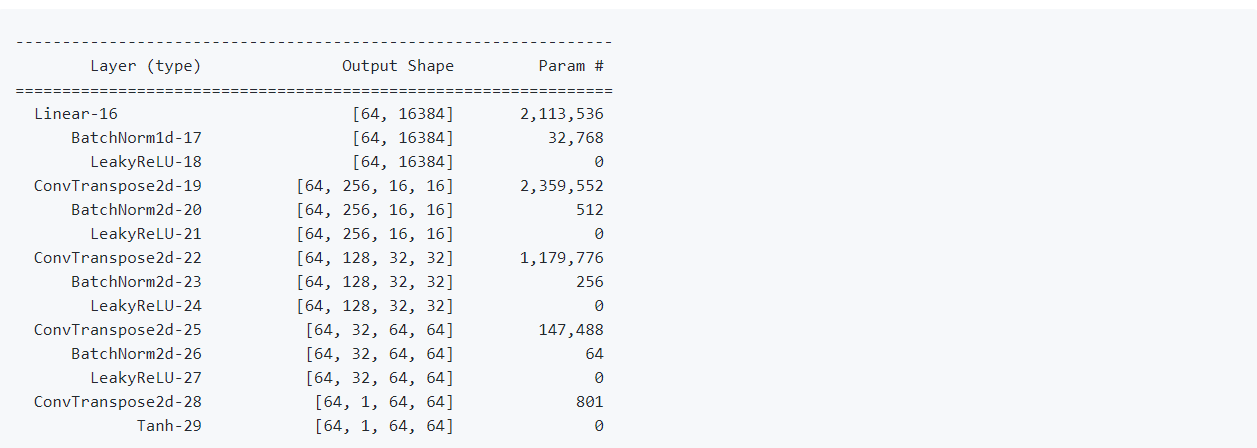 ----------------------------------------------------------------
Layer (type) Output Shape Param #
================================================================
Linear-16 [64, 16384] 2,113,536
BatchNorm1d-17 [64, 16384] 32,768
LeakyReLU-18 [64, 16384] 0
ConvTranspose2d-19 [64, 256, 16, 16] 2,359,552
BatchNorm2d-20 [64, 256, 16, 16] 512
LeakyReLU-21 [64, 256, 16, 16] 0
ConvTranspose2d-22 [64, 128, 32, 32] 1,179,776
BatchNorm2d-23 [64, 128, 32, 32] 256
LeakyReLU-24 [64, 128, 32, 32] 0
ConvTranspose2d-25 [64, 32, 64, 64] 147,488
BatchNorm2d-26 [64, 32, 64, 64] 64
LeakyReLU-27 [64, 32, 64, 64] 0
ConvTranspose2d-28 [64, 1, 64, 64] 801
Tanh-29 [64, 1, 64, 64] 0